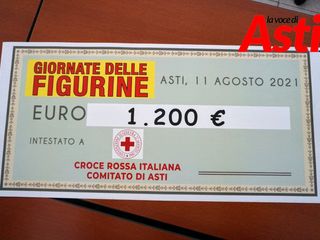 la voce di
Asti
GIORNATE DELLE
FIGURINE
ASTI, 11 AGOSTO 2021
EURO 1.200 €
INTESTATO A
CROCE ROSSA ITALIANA
COMITATO DI ASTI